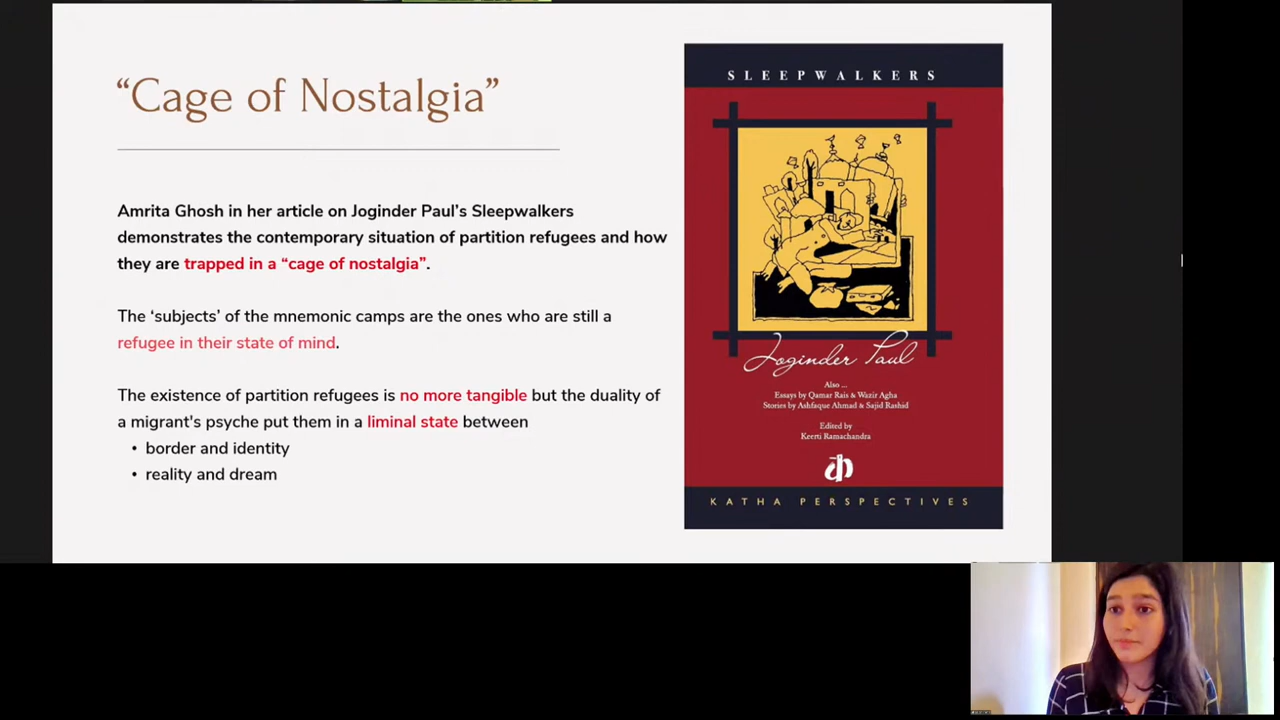 “Cage of Nostalgia”
Amrita Ghosh in her article on Joginder Paul’s Sleepwalkers
demonstrates the contemporary situation of partition refugees and how
they are trapped in a “cage of nostalgia”.
The ‘subjects’ of the mnemonic camps are the ones who are still a
refugee in their state of mind.
The existence of partition refugees is no more tangible but the duality of
a migrant's psyche put them in a liminal state between
• border and identity
• reality and dream
SLEEPWALKERS
Joginder Paul
Also ...
Essays by Qamar Rais & Wazir Agha
Stories by Ashfaque Ahmad & Sajid Rashid
Edited by
Keerti Ramachandra
KATHA PERSPECTIVES